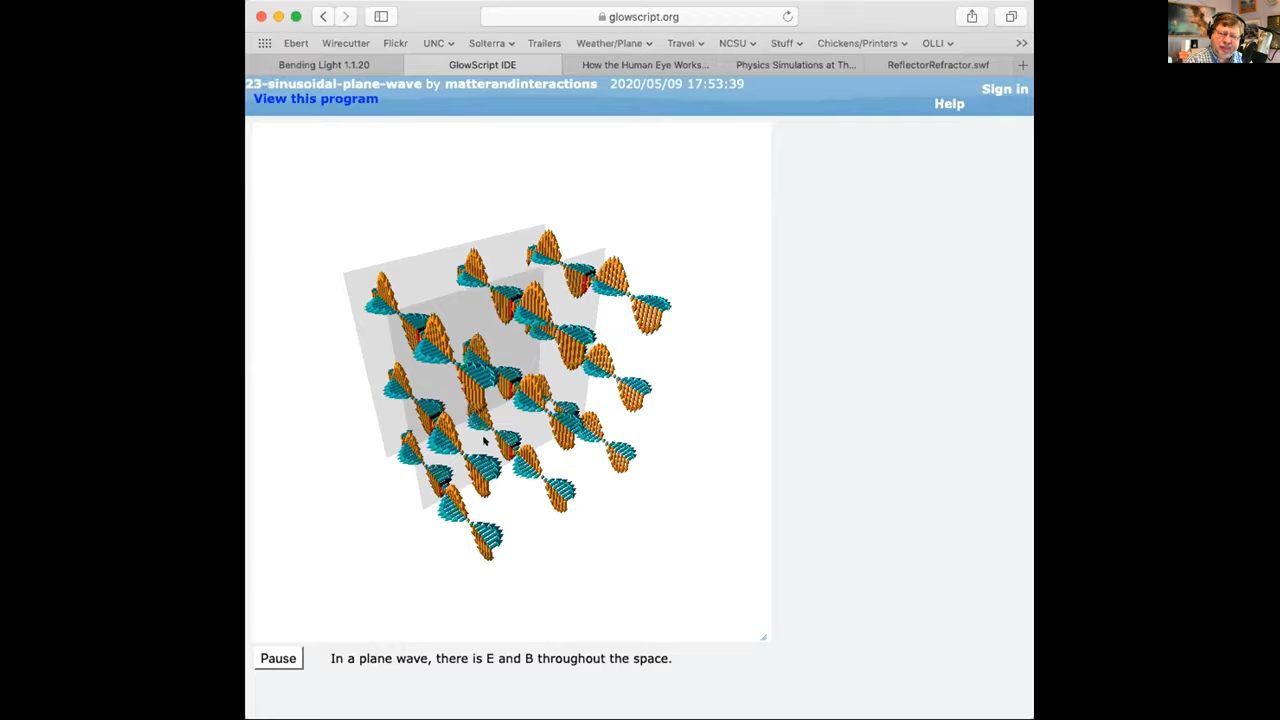 glowscript.org
Ebert Wirecutter Flickr UNC Solterra Trailers Weather/Plane Travel NCSU Stuff Chickens/Printers OLLI
Bending Light 1.1.20 GlowScript IDE How the Human Eye Works... Physics Simulations at Th... ReflectorRefractor.swf
23-sinusoidal-plane-wave by matterandinteractions 2020/05/09 17:53:39 Sign in
View this program Help
Pause In a plane wave, there is E and B throughout the space.